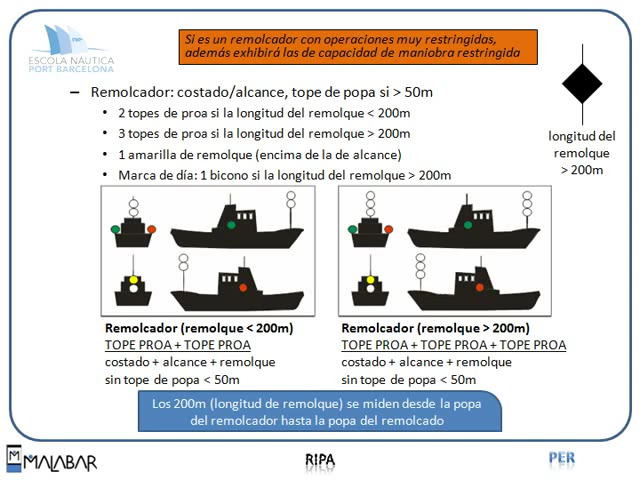 ESCOLA NÀUTICA
PORT BARCELONA
Si es un remolcador con operaciones muy restringidas,
además exhibirá las de capacidad de maniobra restringida
– Remolcador: costado/alcance, tope de popa si > 50m
• 2 topes de proa si la longitud del remolque < 200m
• 3 topes de proa si la longitud del remolque > 200m
• 1 amarilla de remolque (encima de la de alcance)
• Marca de día: 1 bicono si la longitud del remolque > 200m
longitud del
remolque
> 200m
Remolcador (remolque < 200m)
TOPE PROA + TOPE PROA
costado + alcance + remolque
sin tope de popa < 50m
Remolcador (remolque > 200m)
TOPE PROA + TOPE PROA + TOPE PROA
costado + alcance + remolque
sin tope de popa < 50m
Los 200m (longitud de remolque) se miden desde la popa
del remolcador hasta la popa del remolcado
MALABAR
RIPA
PER